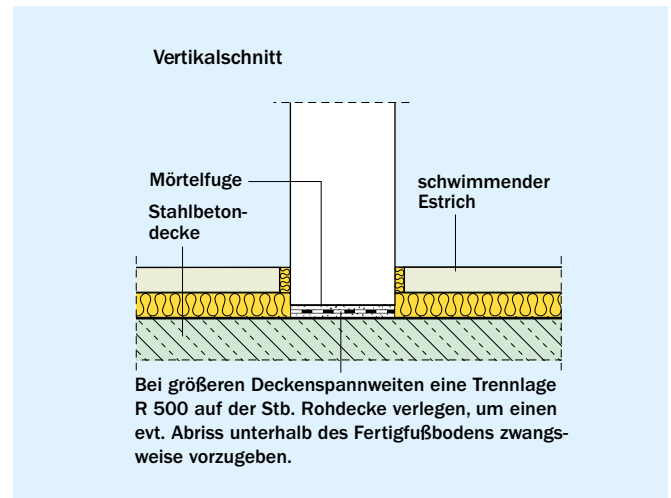 Vertikalschnitt
Mörtelfuge
Stahlbeton-
decke
schwimmender
Estrich
Bei größeren Deckenspannweiten eine Trennlage
R 500 auf der Stb. Rohdecke verlegen, um einen
evt. Abriss unterhalb des Fertigfußbodens zwangs-
weise vorzugeben.